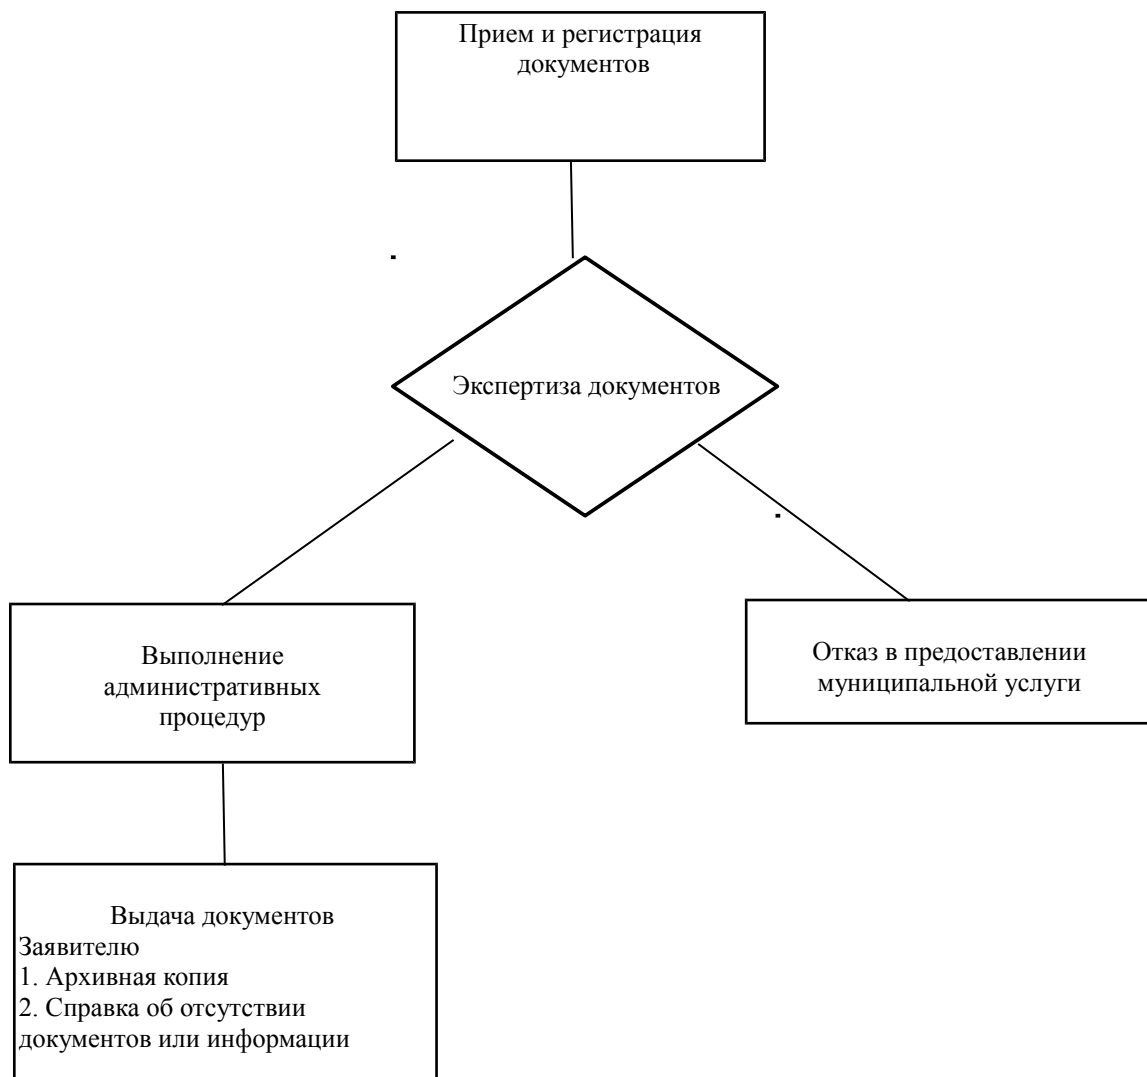 Прием и регистрация
документов
Экспертиза документов
Выполнение
административных
процедур
Отказ в предоставлении
муниципальной услуги
Выдача документов
Заявителю
1. Архивная копия
2. Справка об отсутствии
документов или информации